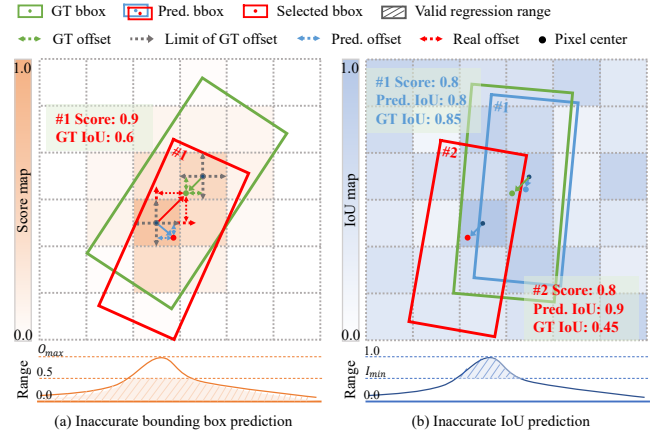 GT bbox Pred. bbox Selected bbox Valid regression range
GT offset Limit of GT offset Pred. offset Real offset Pixel center
1.0
Score map
0.0
#1 Score: 0.9
GT IoU: 0.6
#1
1.0
IoU map
0.0
#1 Score: 0.8
Pred. IoU: 0.8
GT IoU: 0.85
#1
#2
#2 Score: 0.8
Pred. IoU: 0.9
GT IoU: 0.45
Range
Omax
0.5
0.0
Range
1.0
Imin
0.0
(a) Inaccurate bounding box prediction
(b) Inaccurate IoU prediction